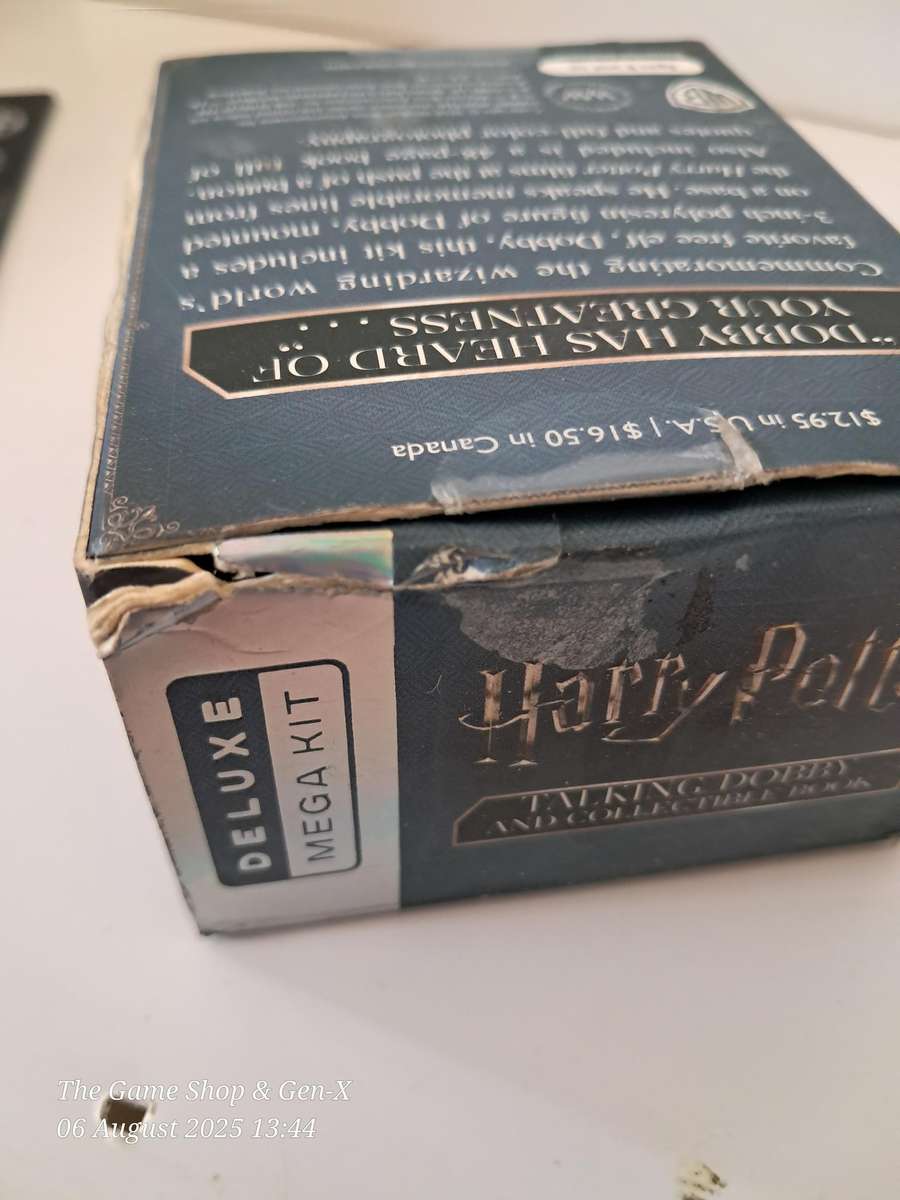 $12.95 in U.S.A. | $16.50 in Canada
"DOBBY HAS HEARD OF
YOUR GREATNESS . . . ."
Commemorating the wizarding world's
favorite free elf, Dobby, this kit includes a
3-inch polyresin figure of Dobby, mounted
on a base. He speaks memorable lines from
the Harry Potter films at the push of a button.
Also included is a 48-page book full of
quotes and full-color photography.
WB
DELUXE
MEGA KIT
Harry Pott
TALKING DOBBY
AND COLLECTIBLE BOOK
The Game Shop & Gen-X
06 August 2025 13:44